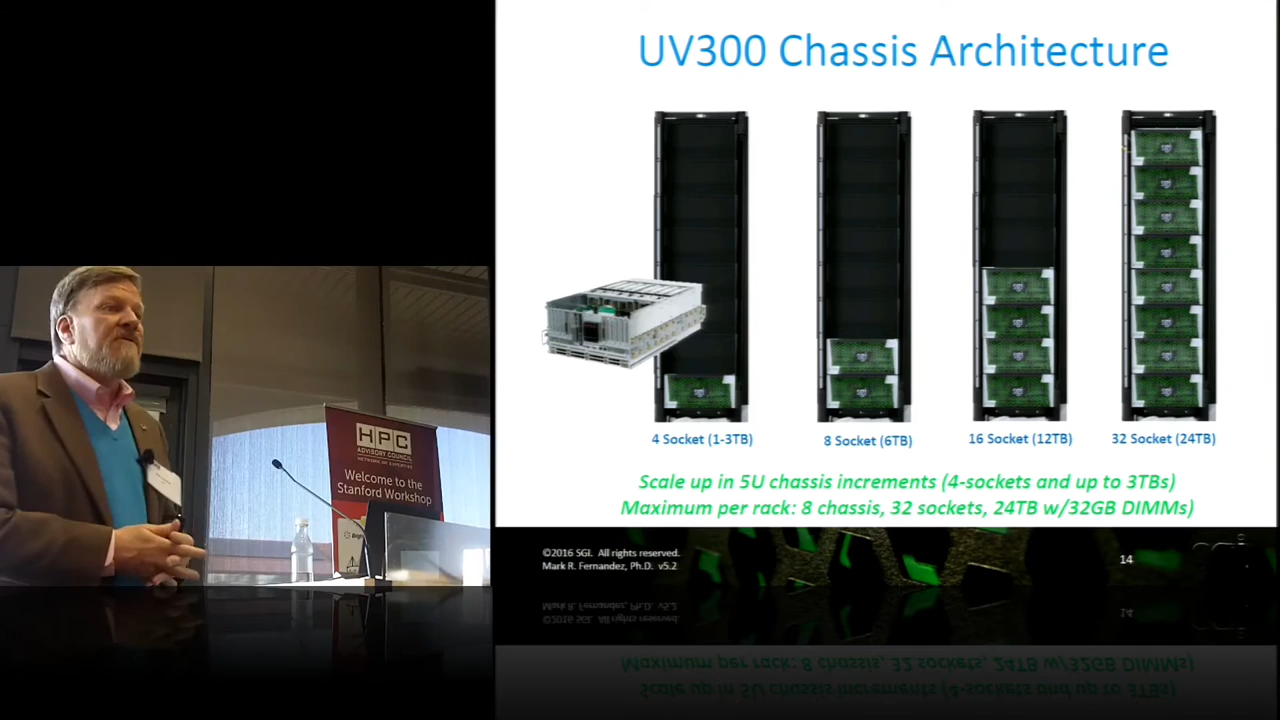 UV300 Chassis Architecture
4 Socket (1-3TB)
8 Socket (6TB)
16 Socket (12TB)
32 Socket (24TB)
Scale up in 5U chassis increments (4-sockets and up to 3TBs)
Maximum per rack: 8 chassis, 32 sockets, 24TB w/32GB DIMMs)
©2016 SGI. All rights reserved.
Mark R. Fernandez, Ph.D. v5.2
14
HPC
ADVISORY COUNCIL
NETWORK OF EXPERTISE
Welcome to the
Stanford Workshop